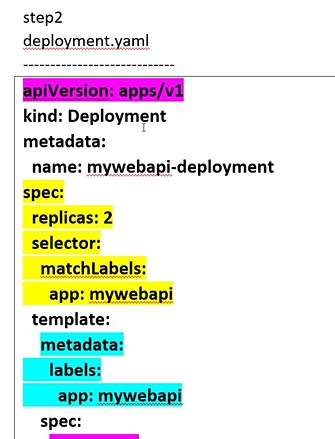 step2
deployment.yaml
----------------------------
apiVersion: apps/v1
kind: Deployment
metadata:
  name: mywebapi-deployment
spec:
  replicas: 2
  selector:
    matchLabels:
      app: mywebapi
  template:
    metadata:
      labels:
        app: mywebapi
    spec: